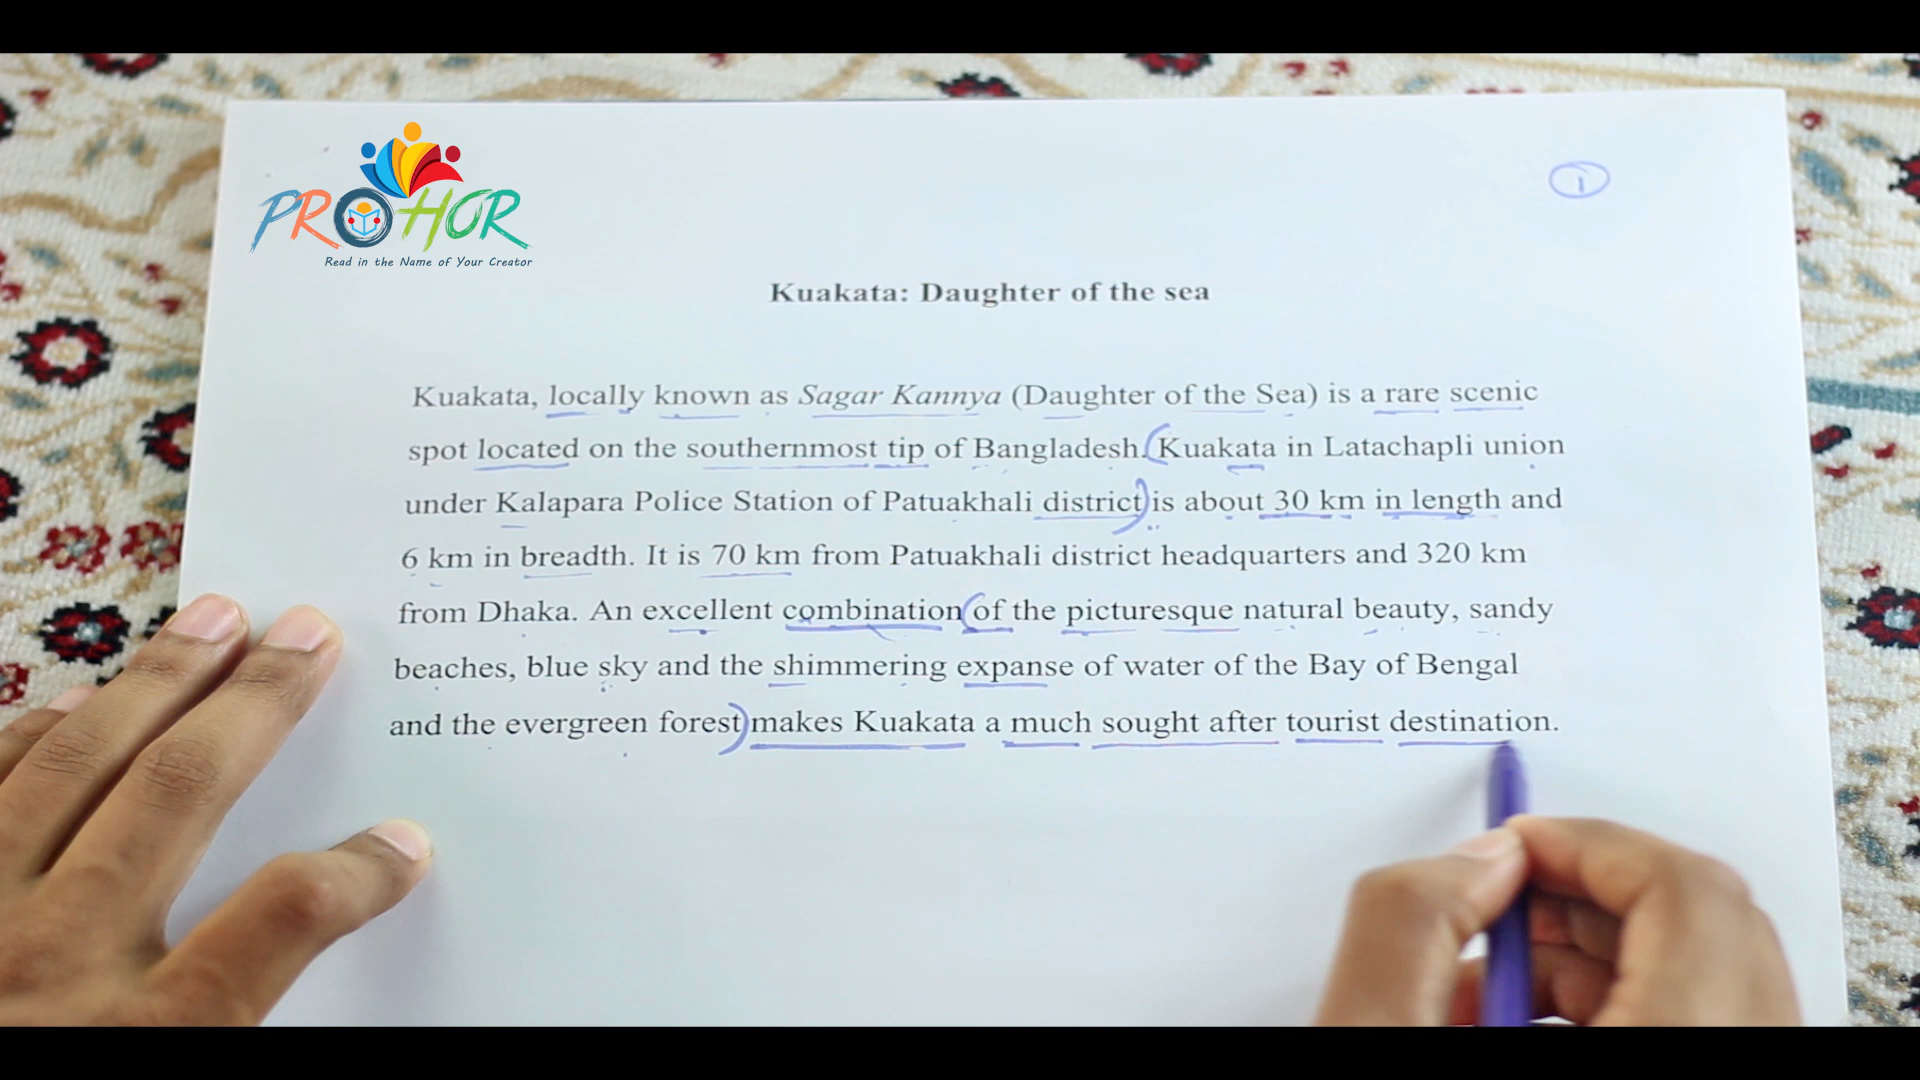 PROHOR
Read in the Name of Your Creator
1
Kuakata: Daughter of the sea
Kuakata, locally known as Sagar Kannya (Daughter of the Sea) is a rare scenic
spot located on the southernmost tip of Bangladesh. Kuakata in Latachapli union
under Kalapara Police Station of Patuakhali district is about 30 km in length and
6 km in breadth. It is 70 km from Patuakhali district headquarters and 320 km
from Dhaka. An excellent combination of the picturesque natural beauty, sandy
beaches, blue sky and the shimmering expanse of water of the Bay of Bengal
and the evergreen forest makes Kuakata a much sought after tourist destination.